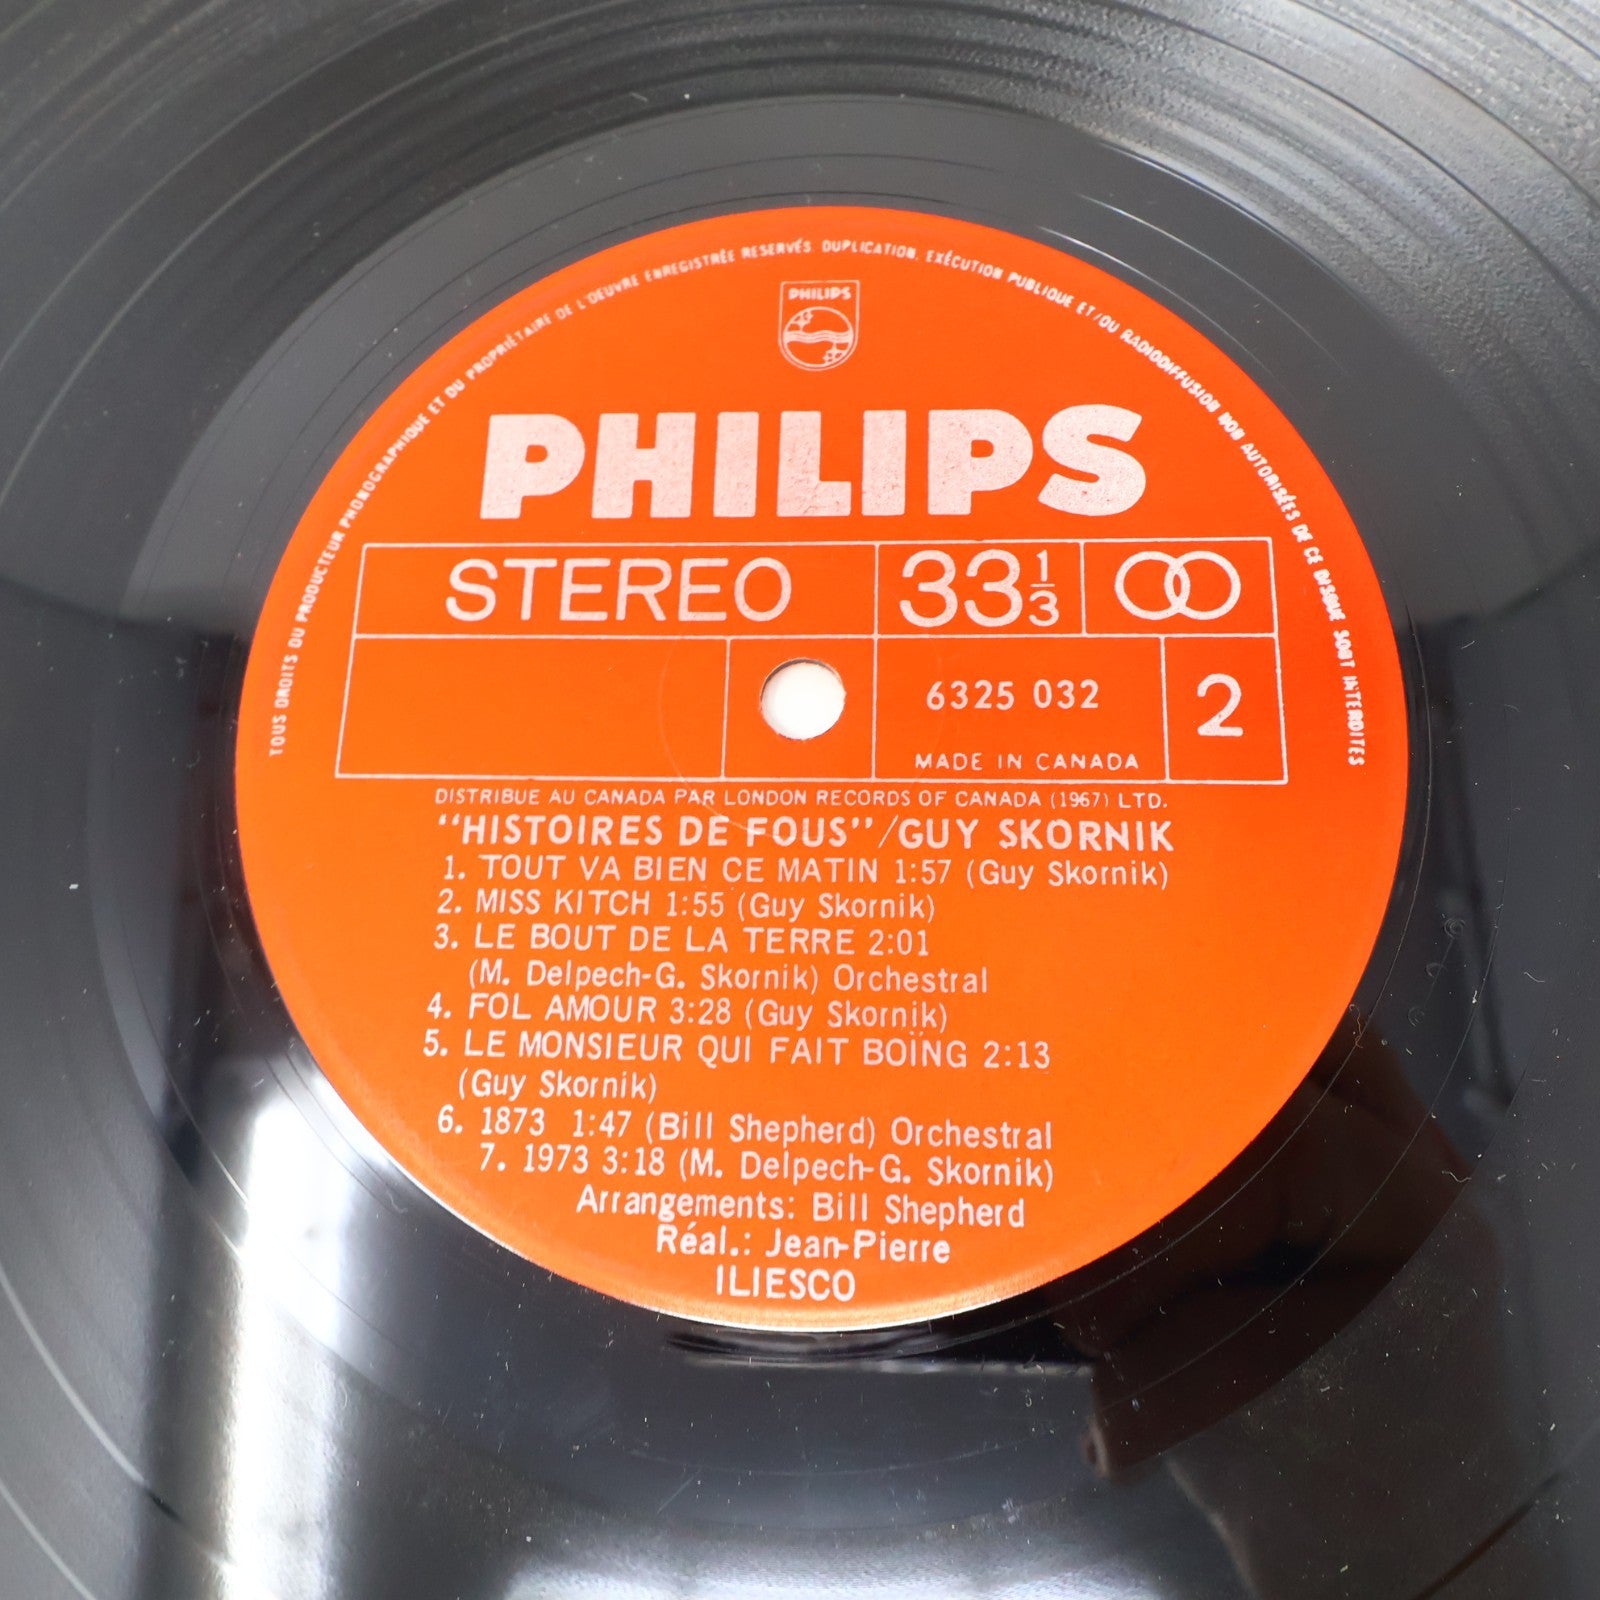 TOUS DROITS DU PRODUCTEUR PHONOGRAPHIQUE ET DU PROPRIÉTAIRE DE L'OEUVRE ENREGISTRÉE RESERVÉS. DUPLICATION, EXÉCUTION PUBLIQUE ET/OU RADIODIFFUSION NON AUTORISÉES DE CE DISQUE SONT INTERDITES
PHILIPS
PHILIPS
STEREO 33 1/3
6325 032 2
MADE IN CANADA
DISTRIBUE AU CANADA PAR LONDON RECORDS OF CANADA (1967) LTD.
"HISTOIRES DE FOUS"/GUY SKORNIK
1. TOUT VA BIEN CE MATIN 1:57 (Guy Skornik)
2. MISS KITCH 1:55 (Guy Skornik)
3. LE BOUT DE LA TERRE 2:01
(M. Delpech-G. Skornik) Orchestral
4. FOL AMOUR 3:28 (Guy Skornik)
5. LE MONSIEUR QUI FAIT BOÏNG 2:13
(Guy Skornik)
6. 1873 1:47 (Bill Shepherd) Orchestral
7. 1973 3:18 (M. Delpech-G. Skornik)
Arrangements: Bill Shepherd
Réal.: Jean-Pierre
ILIESCO